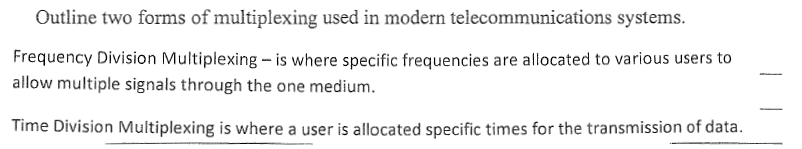 Outline two forms of multiplexing used in modern telecommunications systems.
Frequency Division Multiplexing – is where specific frequencies are allocated to various users to
allow multiple signals through the one medium.
Time Division Multiplexing is where a user is allocated specific times for the transmission of data.